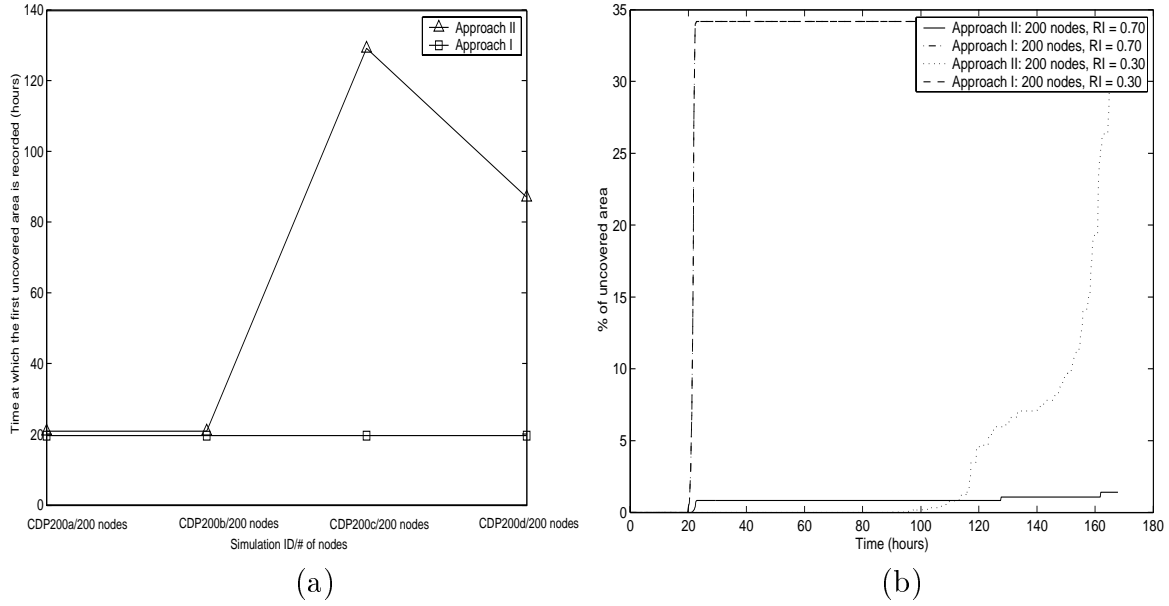 140
120
100
80
60
40
20
0
Time at which the first uncovered area is recorded (hours)
Approach II
Approach I
CDP200a/200 nodes
CDP200b/200 nodes
CDP200c/200 nodes
CDP200d/200 nodes
Simulation ID/# of nodes
(a)
35
30
25
20
15
10
5
0
% of uncovered area
Approach II: 200 nodes, RI = 0.70
Approach I: 200 nodes, RI = 0.70
Approach II: 200 nodes, RI = 0.30
Approach I: 200 nodes, RI = 0.30
0 20 40 60 80 100 120 140 160 180
Time (hours)
(b)